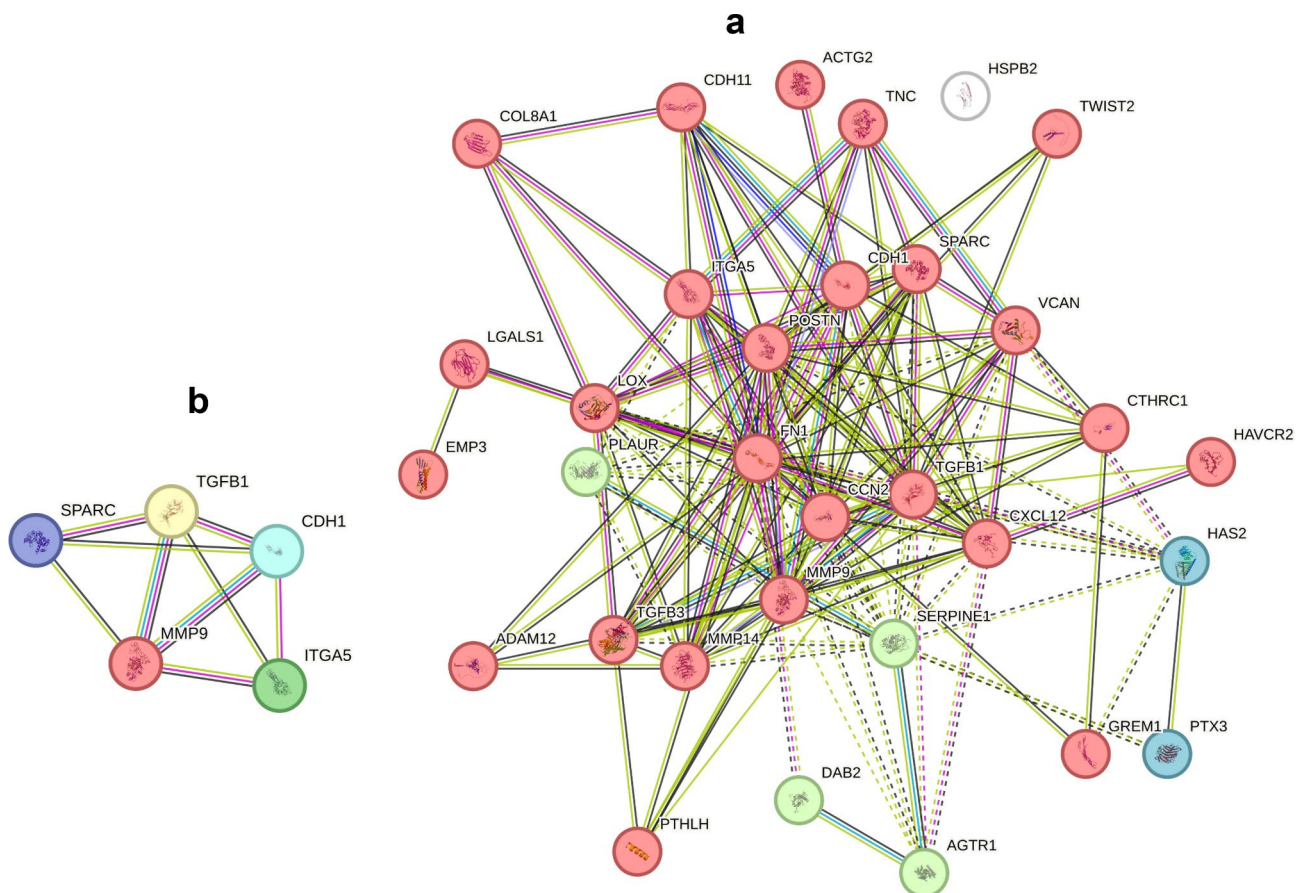 a
ACTG2
HSPB2
CDH11
TNC
COL8A1
TWIST2
SPARC
CDH1
ITGA5
VCAN
POSTN
LGALS1
LOX
CTHRC1
b
FN1
HAVCR2
EMP3
PLAUR
TGFB1
TGFB1
CCN2
CXCL12
SPARC
CDH1
HAS2
MMP9
MMP9
TGFB3
SERPINE1
ADAM12
MMP14
ITGA5
GREM1
PTX3
DAB2
PTHLH
AGTR1